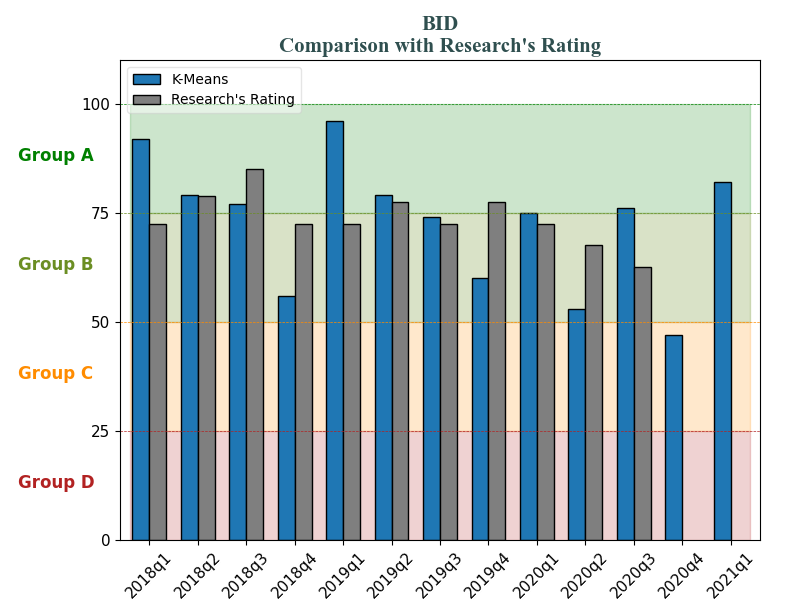 BID
Comparison with Research's Rating
K-Means
Research's Rating
100
Group A
75
Group B
50
Group C
25
Group D
0
2018q1
2018q2
2018q3
2018q4
2019q1
2019q2
2019q3
2019q4
2020q1
2020q2
2020q3
2020q4
2021q1